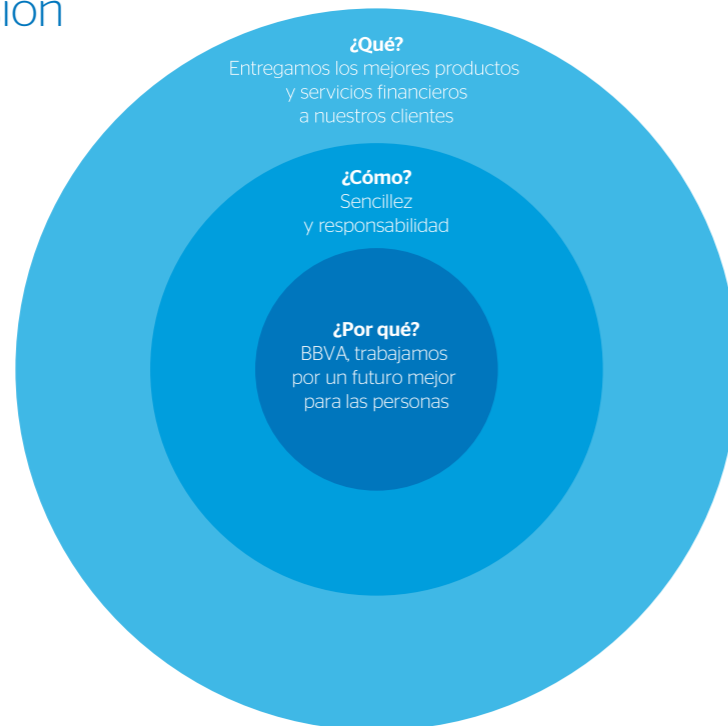 ión
¿Qué?
Entregamos los mejores productos
y servicios financieros
a nuestros clientes
¿Cómo?
Sencillez
y responsabilidad
¿Por qué?
BBVA, trabajamos
por un futuro mejor
para las personas